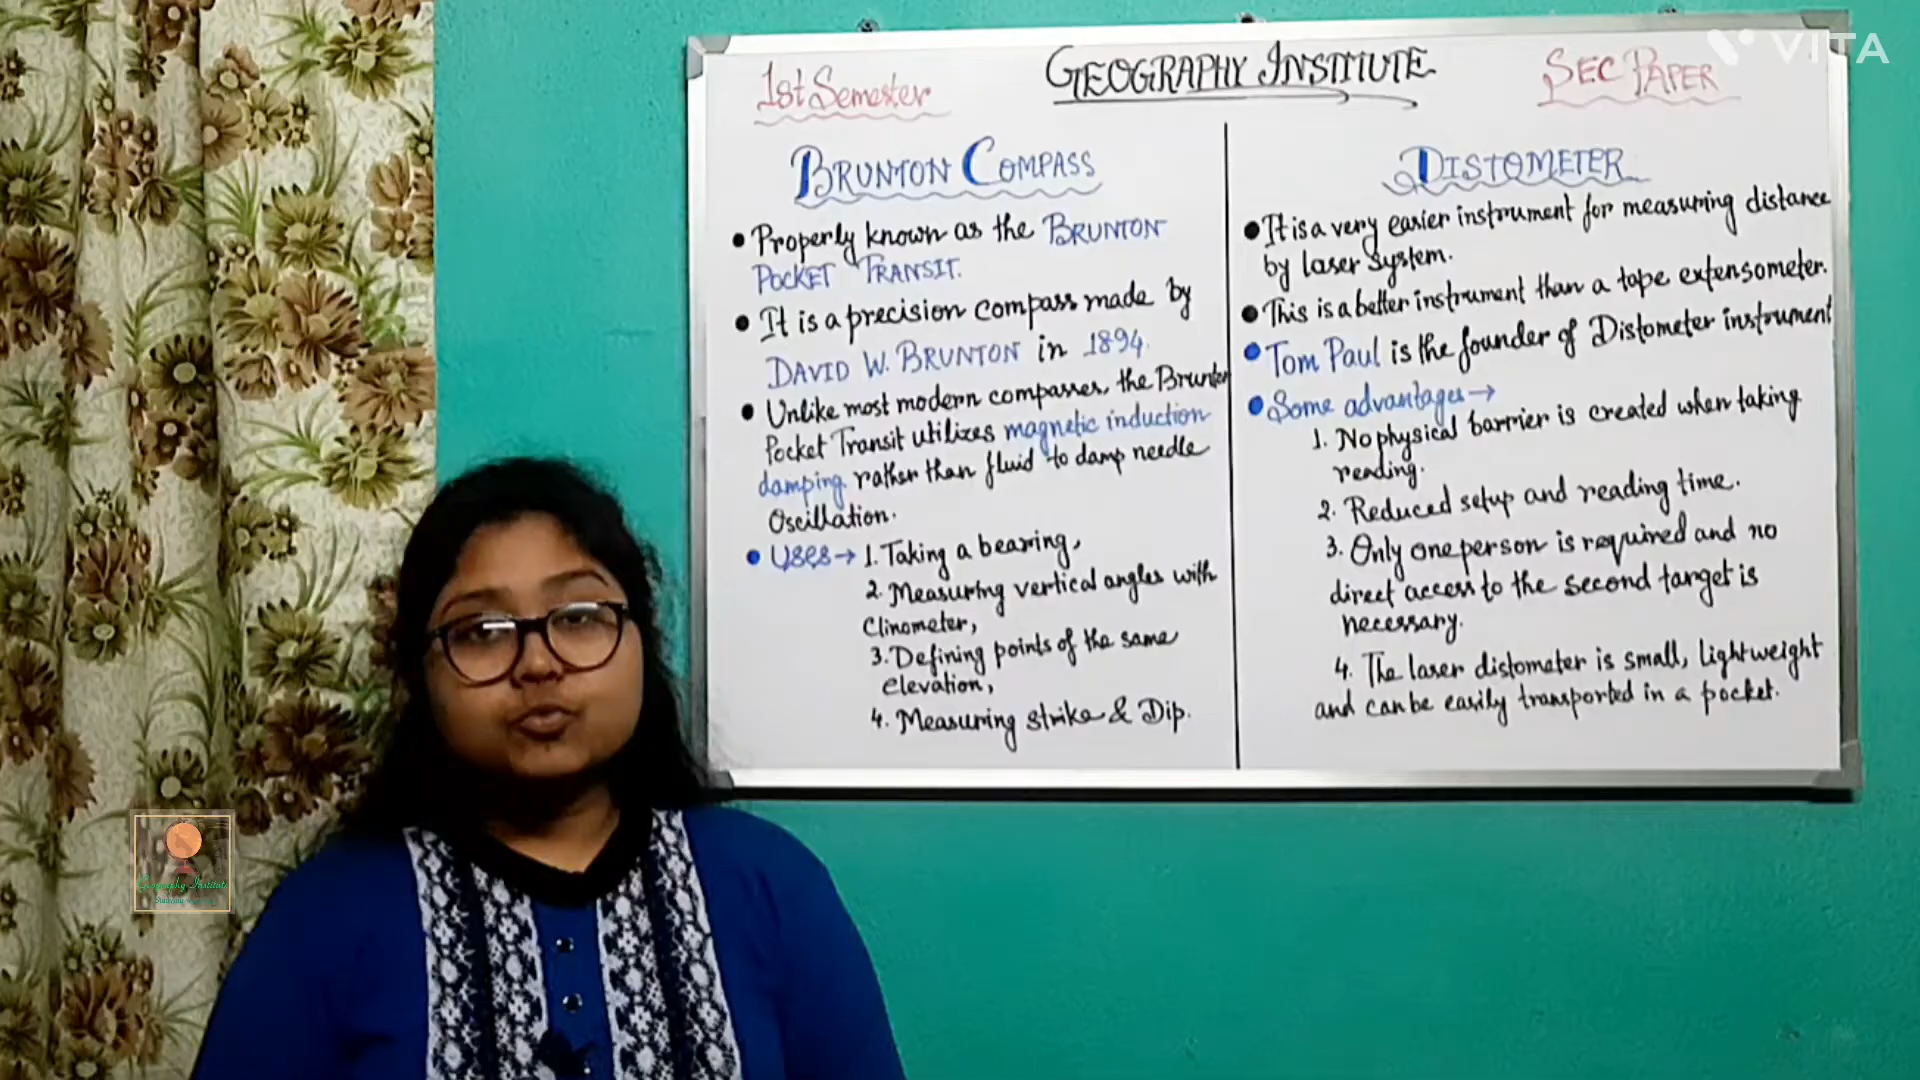 VITA
1st Semester
GEOGRAPHY INSTITUTE
SEC PAPER
BRUNTON COMPASS
• Properly known as the BRUNTON
POCKET TRANSIT.
• It is a precision compass made by
DAVID W. BRUNTON in 1894.
• Unlike most modern compasses, the Brunton
Pocket Transit utilizes magnetic induction
damping rather than fluid to damp needle
Oscillation.
• Uses → 1. Taking a bearing,
2. Measuring vertical angles with
Clinometer,
3. Defining points of the same
elevation,
4. Measuring strike & Dip.
DISTOMETER
• It is a very easier instrument for measuring distance
by laser system.
• This is a better instrument than a tape extensometer.
• Tom Paul is the founder of Distometer instrument
• Some advantages →
1. No physical barrier is created when taking
reading.
2. Reduced setup and reading time.
3. Only one person is required and no
direct access to the second target is
necessary.
4. The laser distometer is small, lightweight
and can be easily transported in a pocket.
Geography Institute